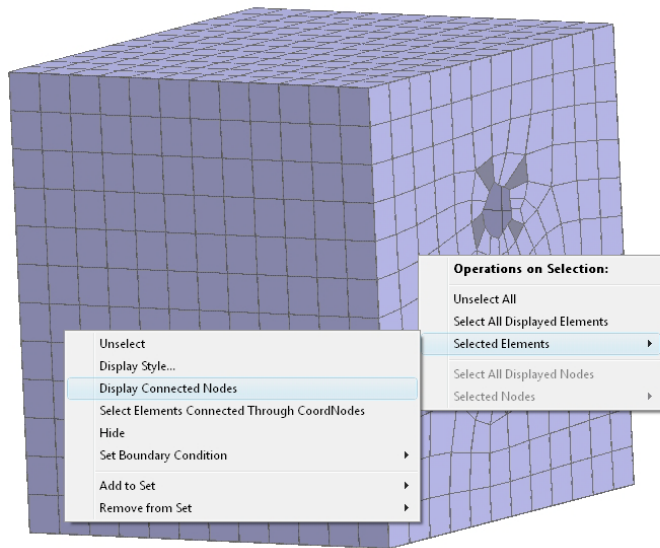 Operations on Selection:
Unselect All
Select All Displayed Elements
Selected Elements
Select All Displayed Nodes
Selected Nodes
Unselect
Display Style...
Display Connected Nodes
Select Elements Connected Through CoordNodes
Hide
Set Boundary Condition
Add to Set
Remove from Set